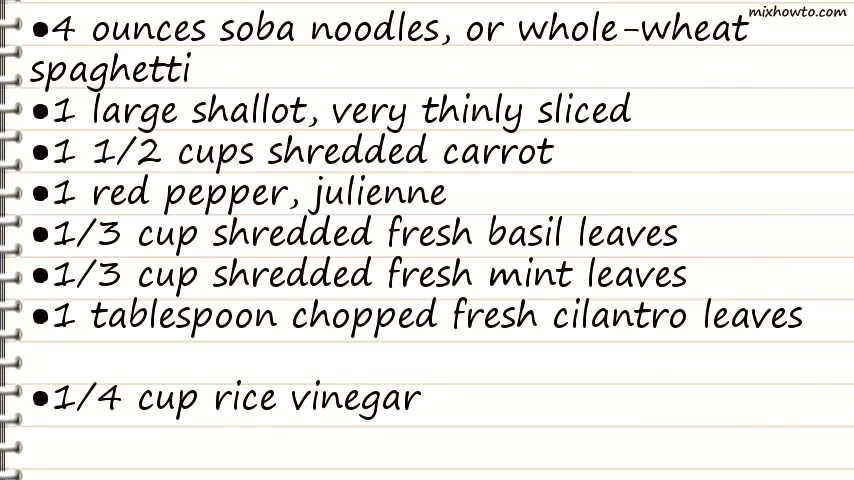 mixhowto.com
●4 ounces soba noodles, or whole-wheat
spaghetti
●1 large shallot, very thinly sliced
●1 1/2 cups shredded carrot
●1 red pepper, julienne
●1/3 cup shredded fresh basil leaves
●1/3 cup shredded fresh mint leaves
●1 tablespoon chopped fresh cilantro leaves
●1/4 cup rice vinegar